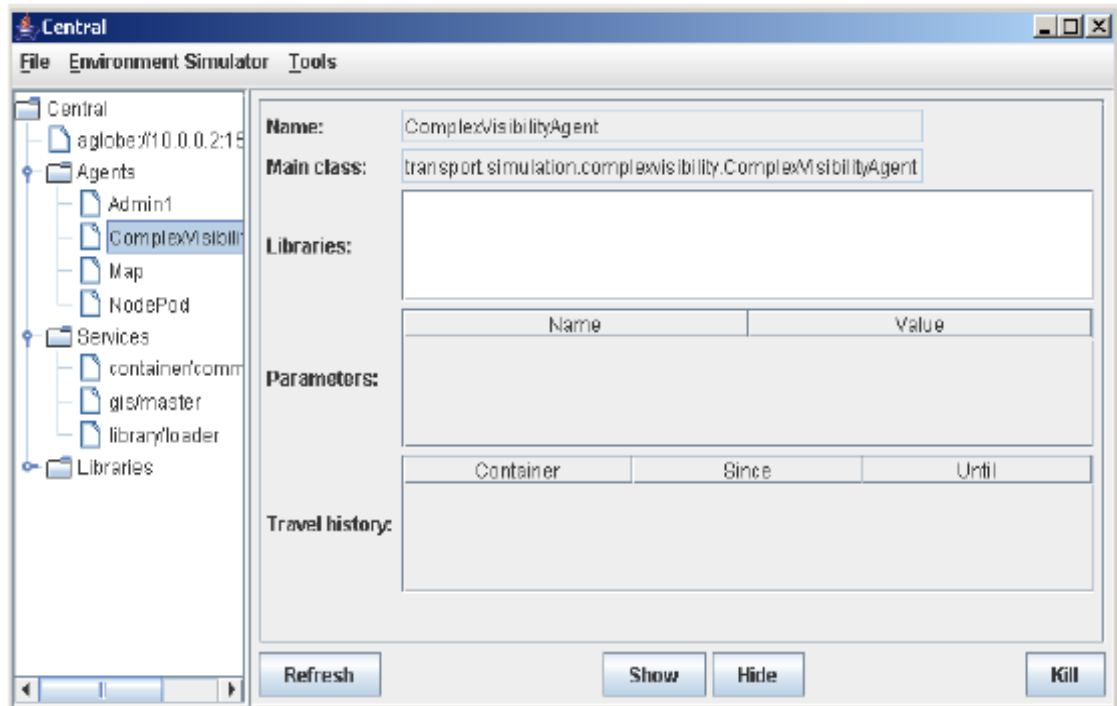 Central
File Environment Simulator Tools
Central
aglobe://10.0.0.2:15
Agents
Admin1
ComplexVisibilit
Map
NodePod
Services
container/comm
gis/master
library/loader
Libraries
Name: ComplexVisibilityAgent
Main class: transport.simulation.complexvisibility.ComplexVisibilityAgent
Libraries:
Name Value
Parameters:
Container Since Until
Travel history:
Refresh Show Hide Kill